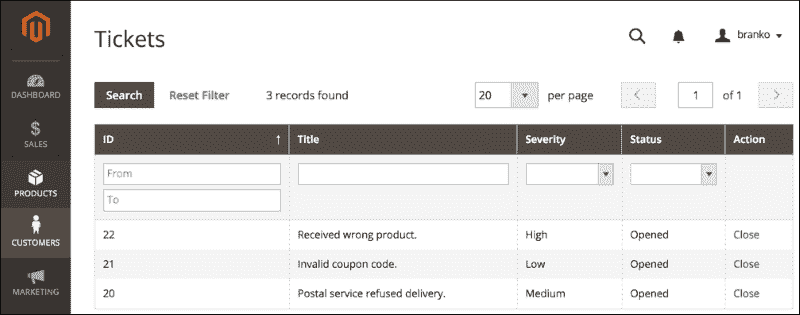 Tickets
branko
DASHBOARD
Search Reset Filter 3 records found 20 per page 1 of 1
SALES
ID Title Severity Status Action
From
PRODUCTS
To
CUSTOMERS
22 Received wrong product. High Opened Close
21 Invalid coupon code. Low Opened Close
MARKETING
20 Postal service refused delivery. Medium Opened Close